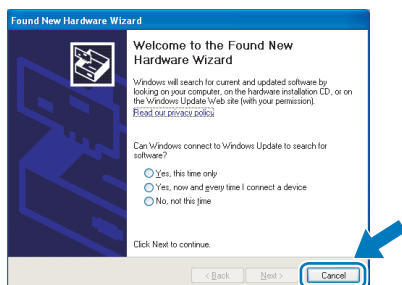 Found New Hardware Wizard
Welcome to the Found New
Hardware Wizard
Windows will search for current and updated software by
looking on your computer, on the hardware installation CD, or on
the Windows Update Web site (with your permission).
Read our privacy policy
Can Windows connect to Windows Update to search for
software?
Yes, this time only
Yes, now and every time I connect a device
No, not this time
Click Next to continue.
< Back
Next >
Cancel